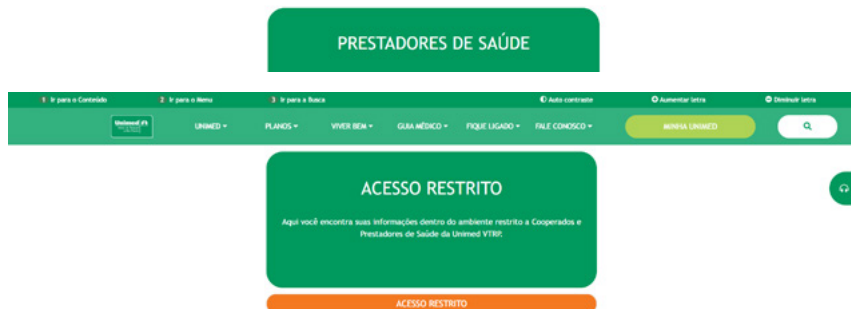 PRESTADORES DE SAÚDE
1 Ir para o Conteúdo 2 Ir para o Menu 3 Ir para a Busca Auto contraste Aumentar letra Diminuir letra
Unimed UNIMED PLANOS VIVER BEM GUIA MÉDICO FIQUE LIGADO FALE CONOSCO MINHA UNIMED
ACESSO RESTRITO
Aqui você encontra suas informações dentro do ambiente restrito a Cooperados e
Prestadores de Saúde da Unimed VTRP.
ACESSO RESTRITO